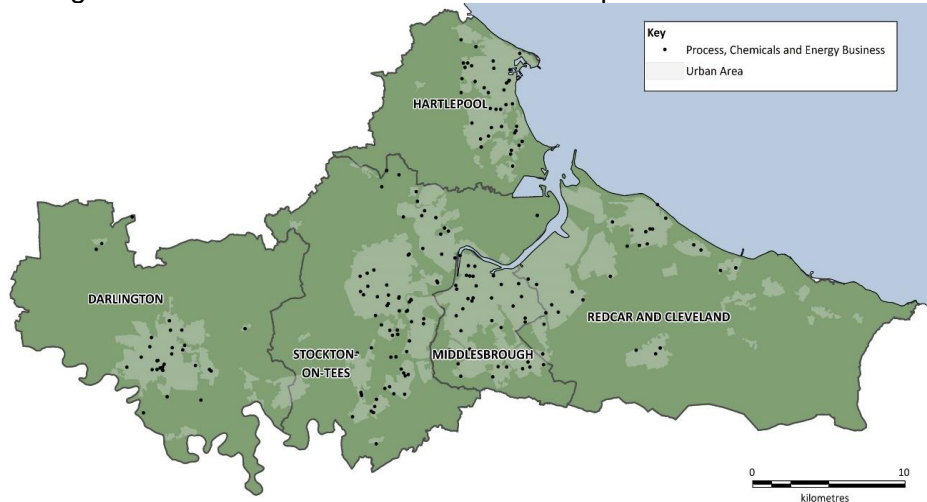 Key
Process, Chemicals and Energy Business
Urban Area
HARTLEPOOL
DARLINGTON
STOCKTON-
ON-TEES
MIDDLESBROUGH
REDCAR AND CLEVELAND
0 10
kilometres